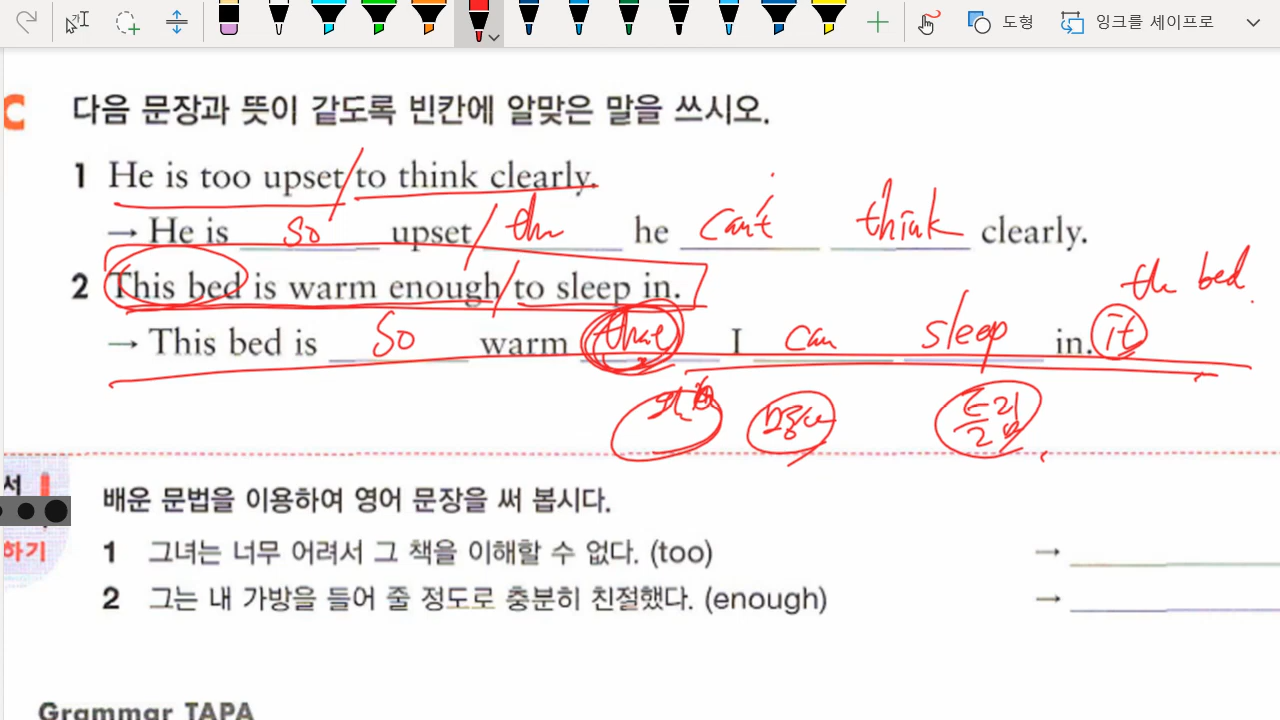 도형 잉크를 셰이프로
C 다음 문장과 뜻이 같도록 빈칸에 알맞은 말을 쓰시오.
1 He is too upset/to think clearly.
→ He is so upset/ he can't think clearly.
the bed.
2 This bed is warm enough/to sleep in.
→ This bed is so warm that I can sleep in. it
서
배운 문법을 이용하여 영어 문장을 써 봅시다.
하기
1 그녀는 너무 어려서 그 책을 이해할 수 없다. (too) →
2 그는 내 가방을 들어 줄 정도로 충분히 친절했다. (enough) →
Grammar TAPA